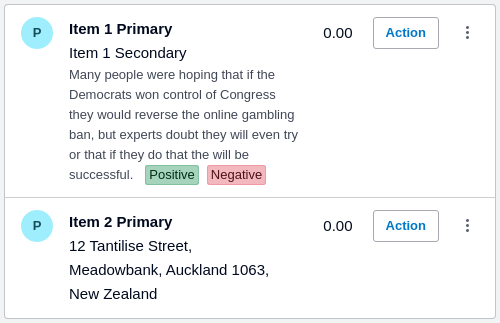 P Item 1 Primary 0.00 Action
Item 1 Secondary
Many people were hoping that if the
Democrats won control of Congress
they would reverse the online gambling
ban, but experts doubt they will even try
or that if they do that the will be
successful. Positive Negative
P Item 2 Primary 0.00 Action
12 Tantilise Street,
Meadowbank, Auckland 1063,
New Zealand